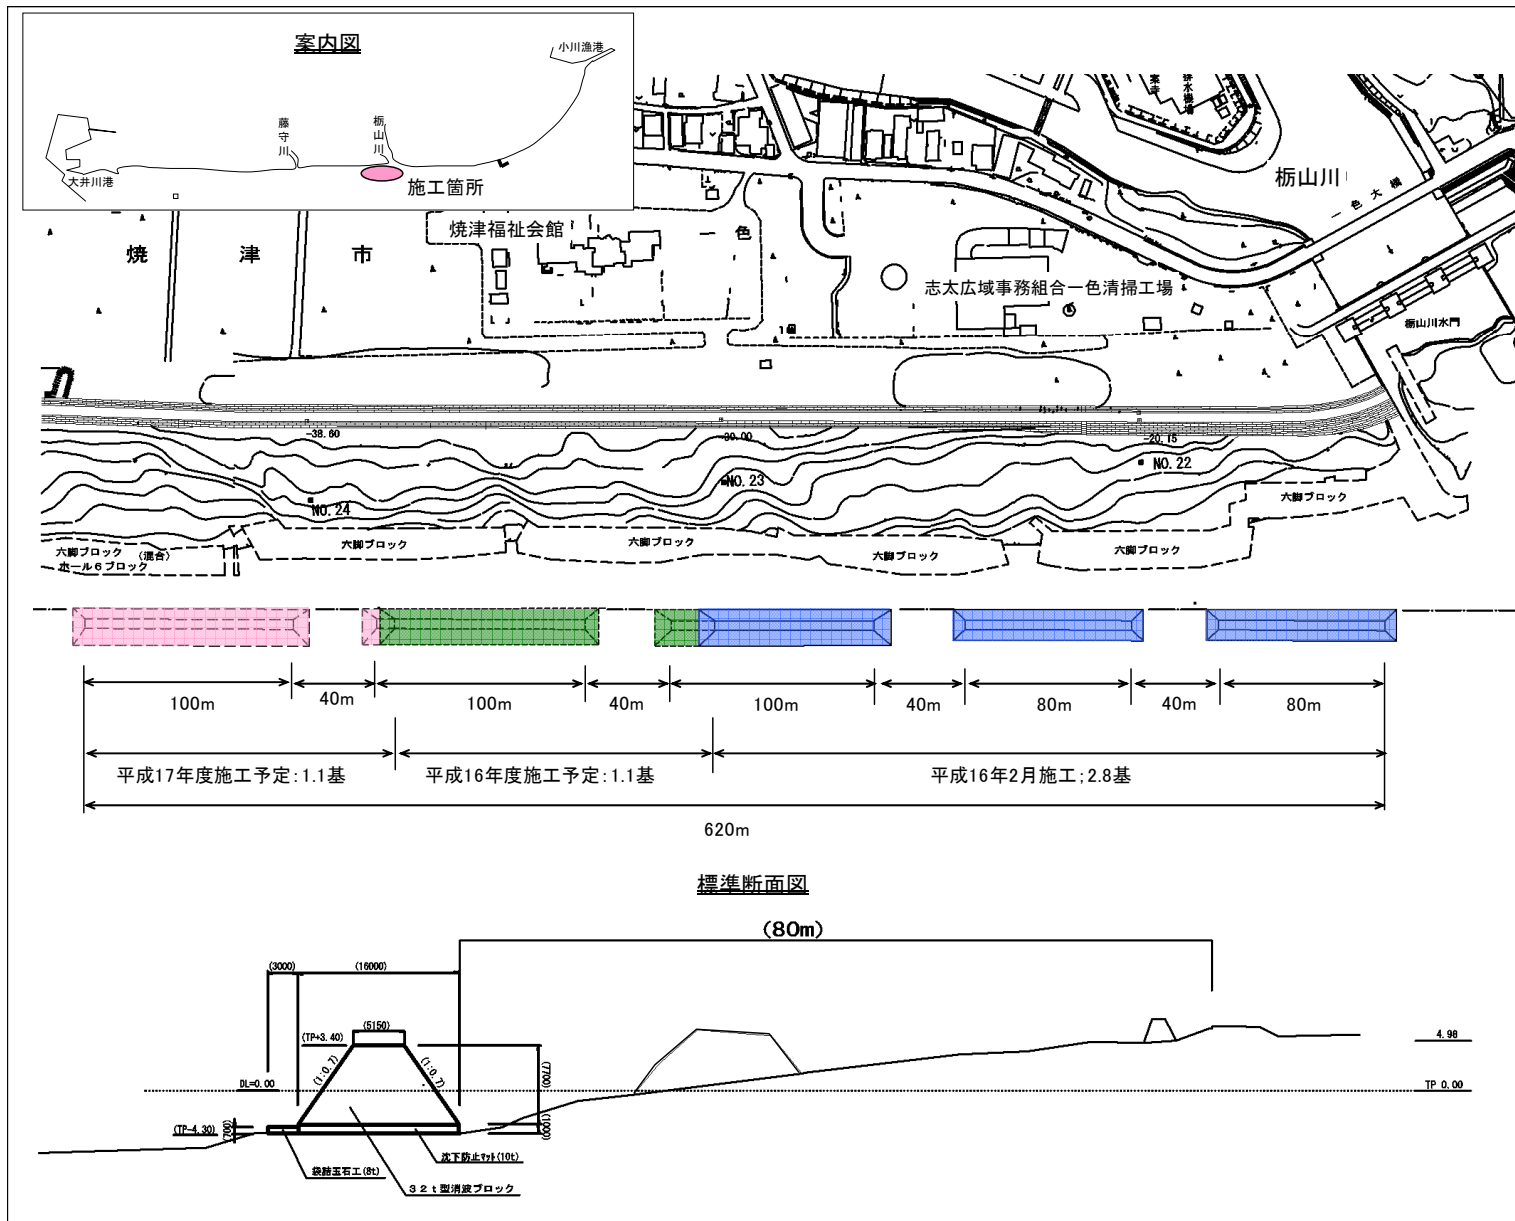 案内図
小川漁港
藤守川
栃山川
大井川港
施工箇所
案寺
排水機場
栃山川
一色大橋
焼津福祉会館
一色
焼津市
志太広域事務組合一色清掃工場
栃山川水門
-38.60
-30.00
-20.15
NO.24
NO.23
NO.22
六脚ブロック
(混合)
ホール6ブロック
六脚ブロック
六脚ブロック
六脚ブロック
六脚ブロック
六脚ブロック
100m
40m
100m
40m
100m
40m
80m
40m
80m
平成17年度施工予定：1.1基
平成16年度施工予定：1.1基
平成16年2月施工；2.8基
620m
標準断面図
(80m)
(3000)
(16000)
(5150)
(TP+3.40)
(1:0.7)
(1:0.7)
(7700)
4.98
DL=0.00
TP 0.00
(TP-4.30)
(700)
(1000)
沈下防止マット(10t)
袋詰玉石工(8t)
32t型消波ブロック